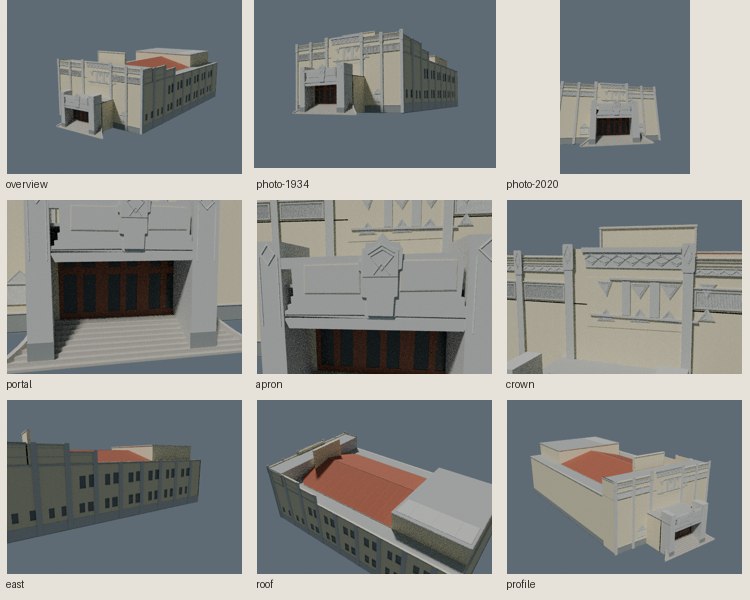 overview
photo-1934
photo-2020
portal
apron
crown
east
roof
profile